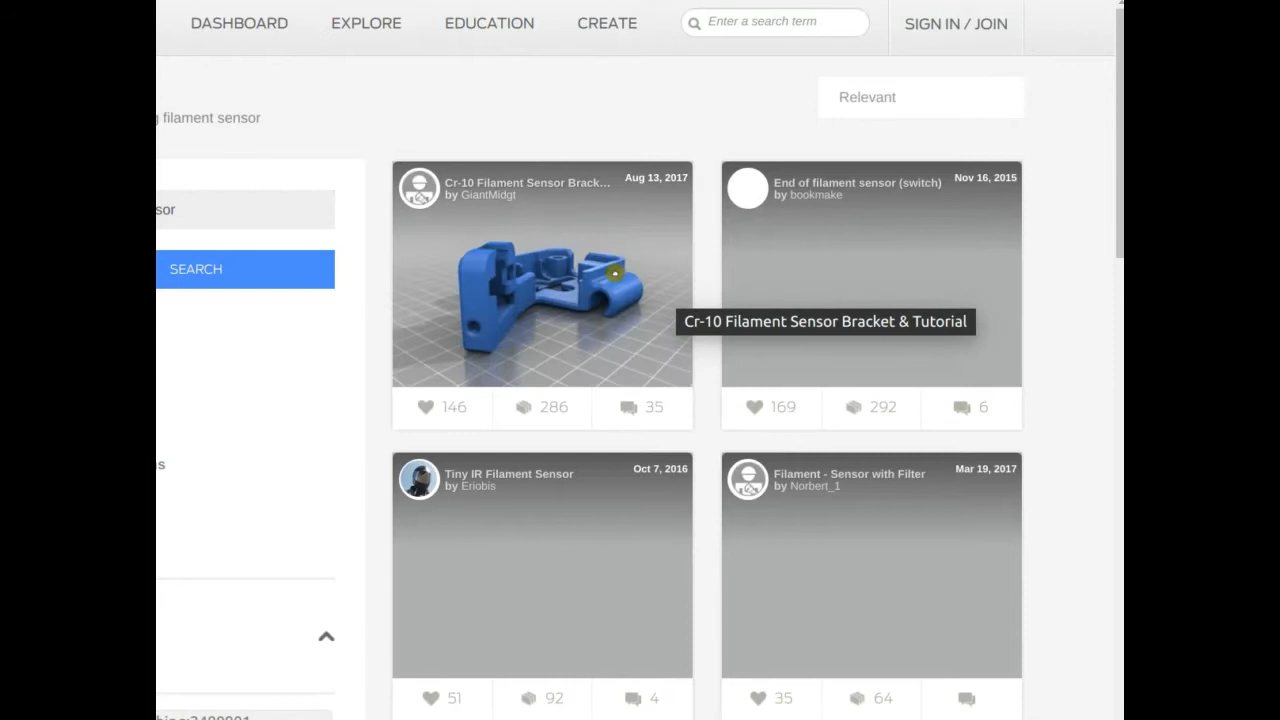 DASHBOARD EXPLORE EDUCATION CREATE Enter a search term SIGN IN / JOIN
Relevant
filament sensor
sor
SEARCH
Cr-10 Filament Sensor Brack... Aug 13, 2017
by GiantMidgt
End of filament sensor (switch) Nov 16, 2015
by bookmake
Cr-10 Filament Sensor Bracket & Tutorial
146 286 35
169 292 6
Tiny IR Filament Sensor Oct 7, 2016
by Eriobis
Filament - Sensor with Filter Mar 19, 2017
by Norbert_1
51 92 4
35 64